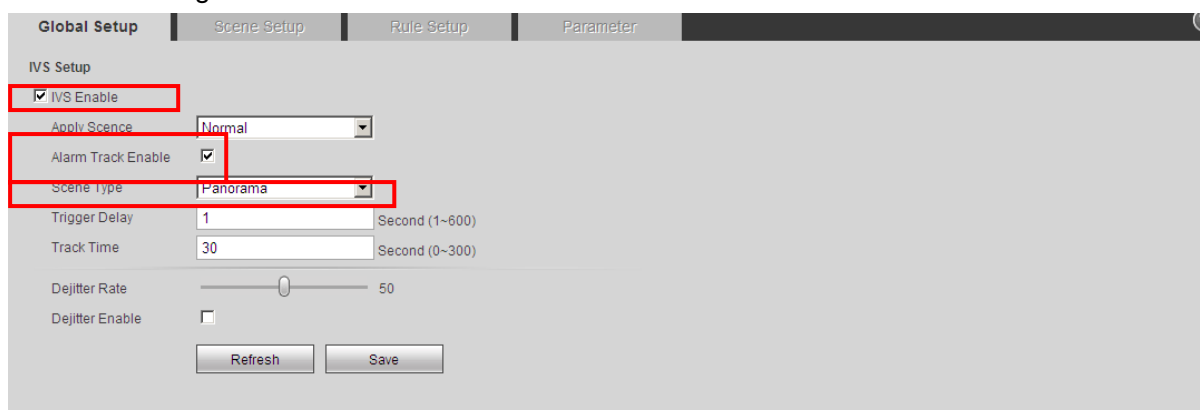 Global Setup Scene Setup Rule Setup Parameter
IVS Setup
IVS Enable
Apply Scence Normal
Alarm Track Enable
Scene Type Panorama
Trigger Delay 1 Second (1~600)
Track Time 30 Second (0~300)
Dejitter Rate 50
Dejitter Enable
Refresh Save